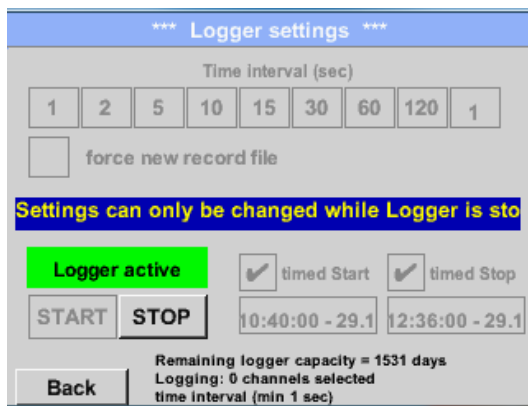 *** Logger settings ***
Time interval (sec)
1 2 5 10 15 30 60 120 1
force new record file
Settings can only be changed while Logger is sto
Logger active
timed Start
timed Stop
START STOP
10:40:00 - 29.1
12:36:00 - 29.1
Back
Remaining logger capacity = 1531 days
Logging: 0 channels selected
time interval (min 1 sec)